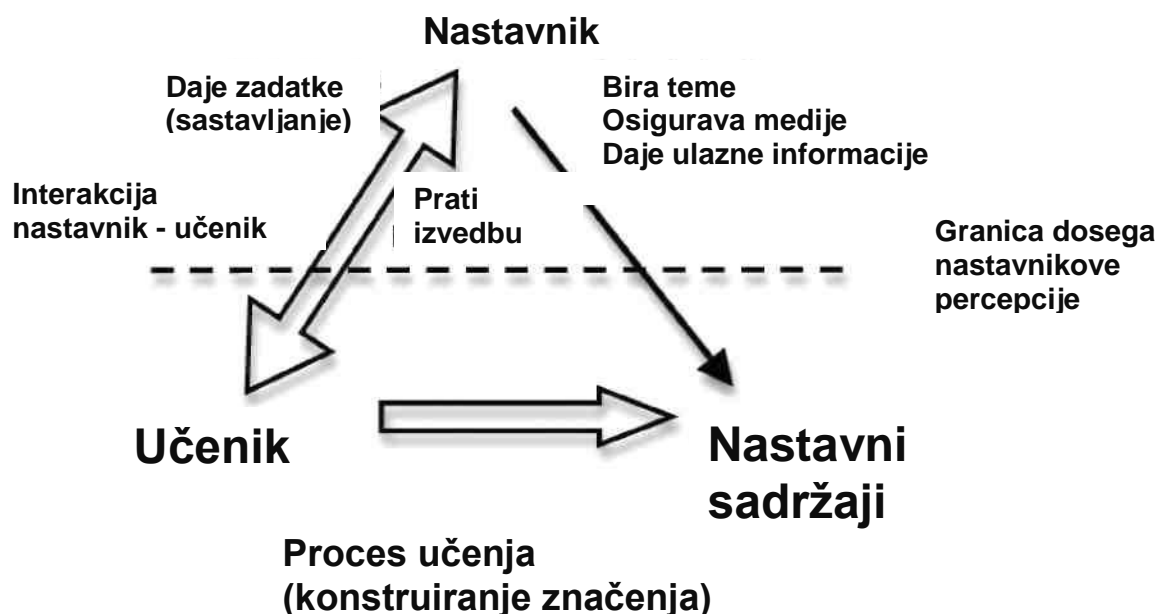 Nastavnik
Daje zadatke
(sastavljanje)
Bira teme
Osigurava medije
Daje ulazne informacije
Interakcija
nastavnik - učenik
Prati
izvedbu
Granica dosega
nastavnikove
percepcije
Učenik
Nastavni
sadržaji
Proces učenja
(konstruiranje značenja)